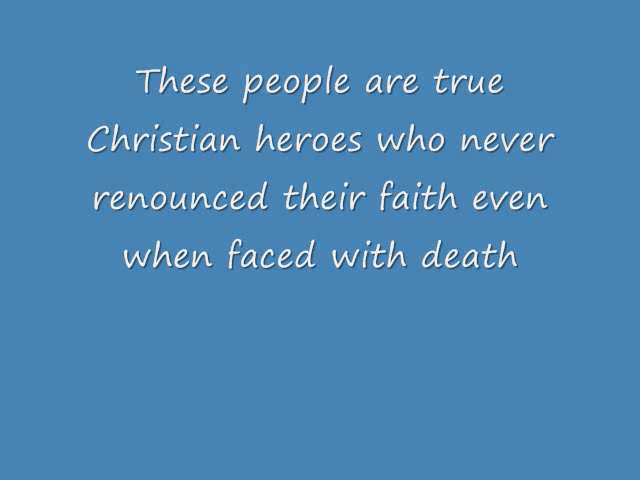 These people are true
Christian heroes who never
renounced their faith even
when faced with death